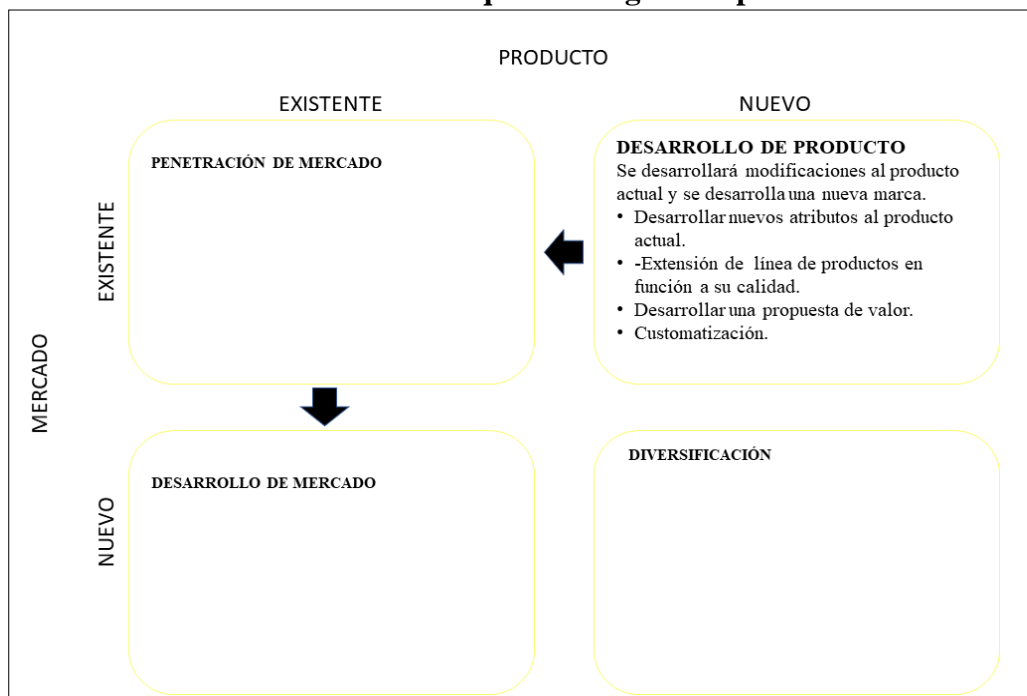 PRODUCTO
EXISTENTE
NUEVO
MERCADO
EXISTENTE
PENETRACIÓN DE MERCADO
DESARROLLO DE PRODUCTO
Se desarrollará modificaciones al producto
actual y se desarrolla una nueva marca.
• Desarrollar nuevos atributos al producto
actual.
• -Extensión de línea de productos en
función a su calidad.
• Desarrollar una propuesta de valor.
• Customatización.
NUEVO
DESARROLLO DE MERCADO
DIVERSIFICACIÓN